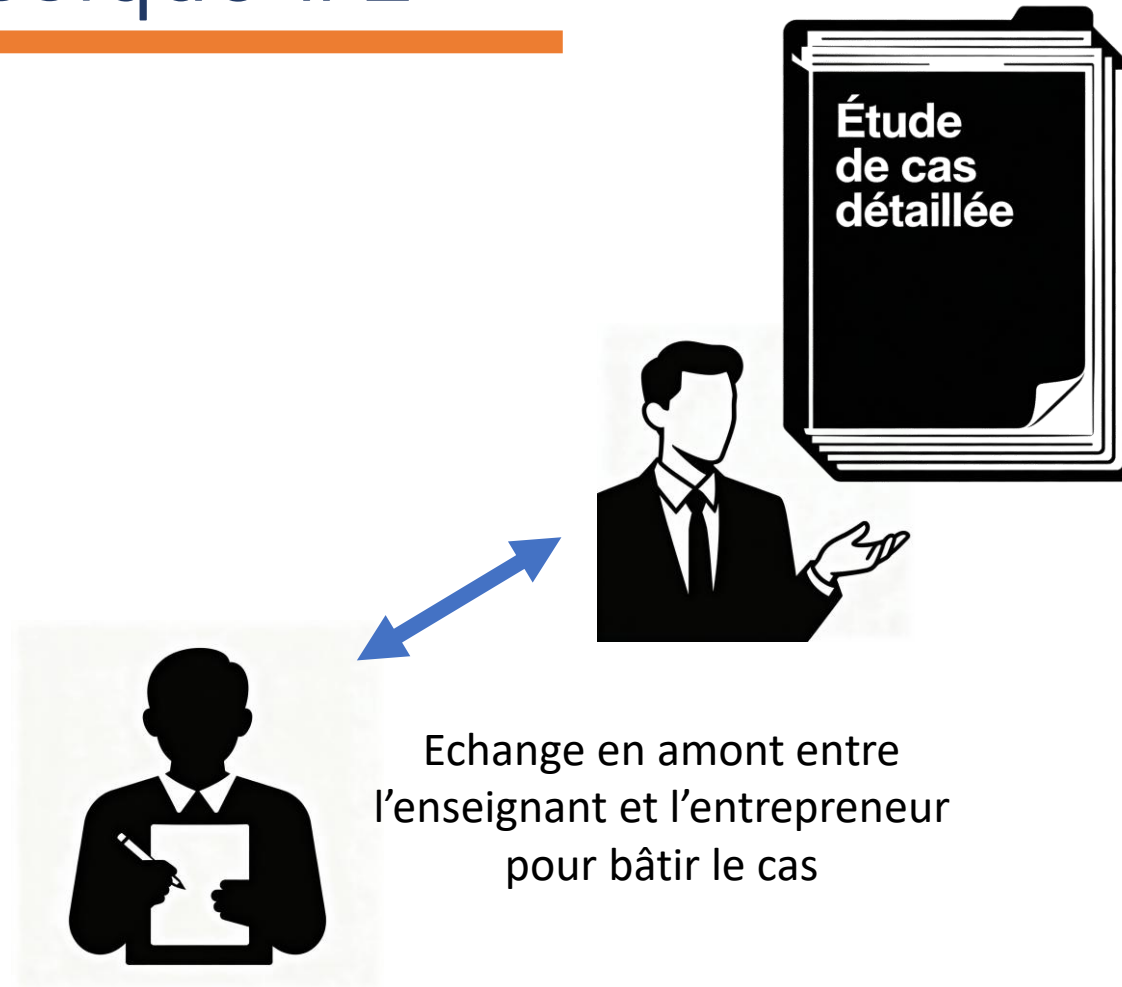 Étude
de cas
détaillée
Echange en amont entre
l’enseignant et l’entrepreneur
pour bâtir le cas